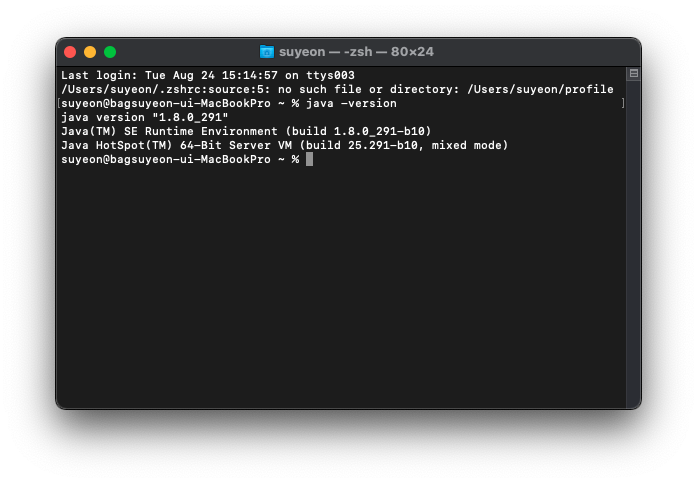 suyeon — -zsh — 80×24
Last login: Tue Aug 24 15:14:57 on ttys003
/Users/suyeon/.zshrc:source:5: no such file or directory: /Users/suyeon/profile
[suyeon@bagsuyeon-ui-MacBookPro ~ % java -version ]
java version "1.8.0_291"
Java(TM) SE Runtime Environment (build 1.8.0_291-b10)
Java HotSpot(TM) 64-Bit Server VM (build 25.291-b10, mixed mode)
suyeon@bagsuyeon-ui-MacBookPro ~ %